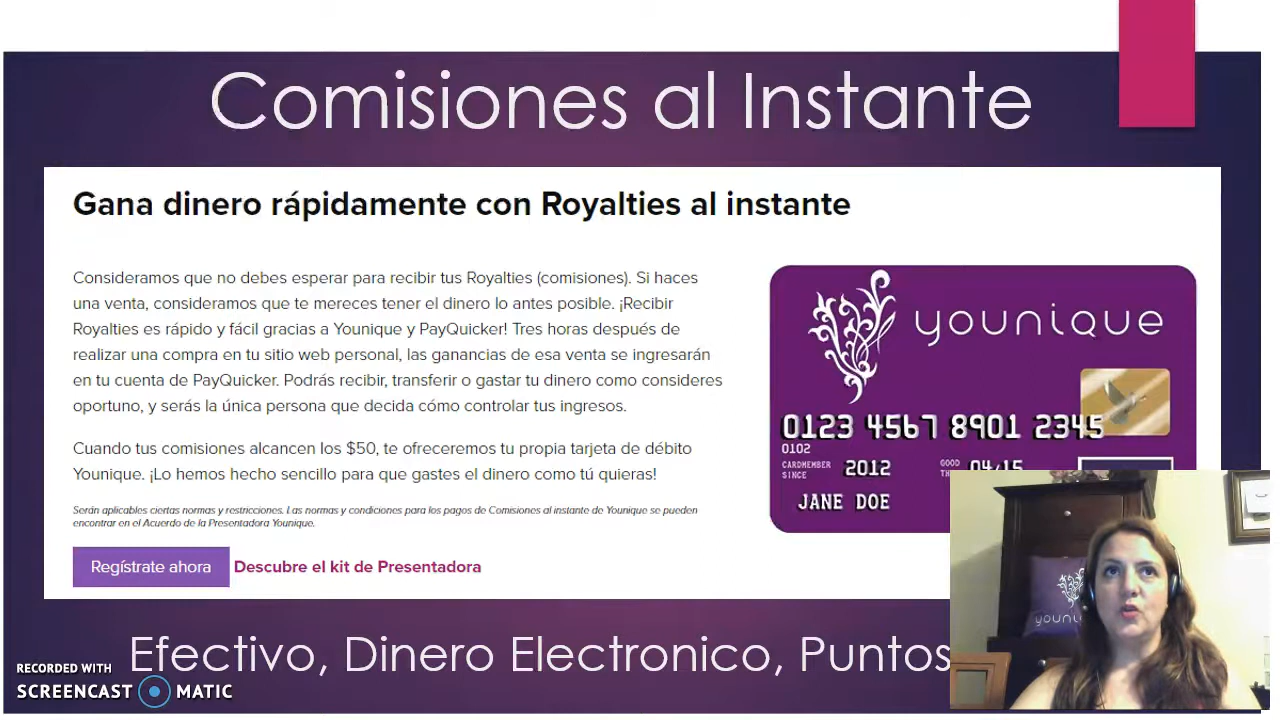 Comisiones al Instante
Gana dinero rápidamente con Royalties al instante
Consideramos que no debes esperar para recibir tus Royalties (comisiones). Si haces
una venta, consideramos que te mereces tener el dinero lo antes posible. ¡Recibir
Royalties es rápido y fácil gracias a Younique y PayQuicker! Tres horas después de
realizar una compra en tu sitio web personal, las ganancias de esa venta se ingresarán
en tu cuenta de PayQuicker. Podrás recibir, transferir o gastar tu dinero como consideres
oportuno, y serás la única persona que decida cómo controlar tus ingresos.
Cuando tus comisiones alcancen los $50, te ofreceremos tu propia tarjeta de débito
Younique. ¡Lo hemos hecho sencillo para que gastes el dinero como tú quieras!
Serán aplicables ciertas normas y restricciones. Las normas y condiciones para los pagos de Comisiones al instante de Younique se pueden
encontrar en el Acuerdo de la Presentadora Younique.
Regístrate ahora Descubre el kit de Presentadora
younique
0123 4567 8901 2345
0102
CARDMEMBER
SINCE 2012 GOOD 04/15
JANE DOE
younique
Efectivo, Dinero Electronico, Puntos
RECORDED WITH
SCREENCAST MATIC